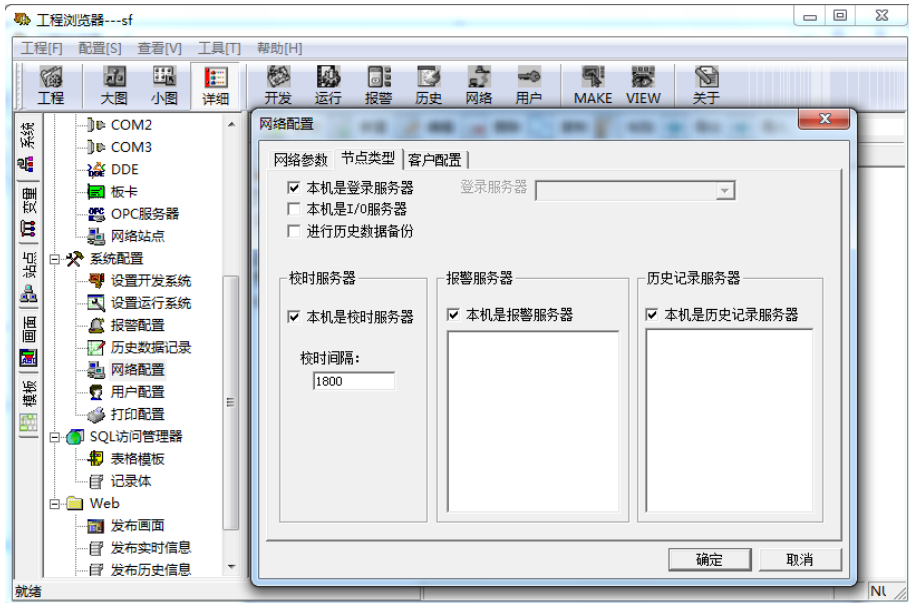 工程浏览器---sf
工程[F] 配置[S] 查看[V] 工具[T] 帮助[H]
工程 大图 小图 详细 开发 运行 报警 历史 网络 用户 MAKE VIEW 关于
系统
变量
站点
画面
模板
COM2
COM3
DDE
板卡
OPC服务器
网络站点
系统配置
设置开发系统
设置运行系统
报警配置
历史数据记录
网络配置
用户配置
打印配置
SQL访问管理器
表格模板
记录体
Web
发布画面
发布实时信息
发布历史信息
网络配置
网络参数 节点类型 客户配置
本机是登录服务器 登录服务器
本机是I/O服务器
进行历史数据备份
校时服务器 报警服务器 历史记录服务器
本机是校时服务器 本机是报警服务器 本机是历史记录服务器
校时间隔:
1800
确定 取消
就绪